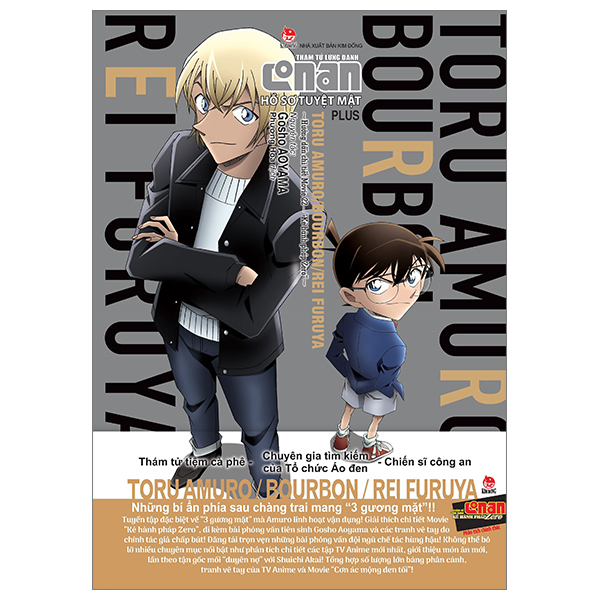 NHÀ XUẤT BẢN KIM ĐỒNG
THÁM TỬ LỪNG DANH
CONAN
HỒ SƠ TUYỆT MẬT
PLUS
TORU AMURO
BOURBON
REI FURUYA
TORU AMURO/BOURBON/REI FURUYA
Gosho AOYAMA
Thám tử tiệm cà phê -
Chuyên gia tìm kiếm
của Tổ chức Áo đen
- Chiến sĩ công an
TORU AMURO / BOURBON / REI FURUYA
Những bí ẩn phía sau chàng trai mang “3 gương mặt”!!
Tuyển tập đặc biệt về “3 gương mặt” mà Amuro linh hoạt vận dụng! Giải thích chi tiết Movie
“Kẻ hành pháp Zero”, đi kèm bài phỏng vấn tiên sinh Gosho Aoyama và các tranh vẽ tay do
chính tác giả chấp bút! Đăng tải trọn vẹn những bài phỏng vấn đội ngũ chế tác hùng hậu! Không thể bỏ
lỡ nhiều chuyên mục nổi bật như phân tích chi tiết các tập TV Anime mới nhất, giới thiệu món ăn mới,
lần theo tận gốc mối “duyên nợ” với Shuichi Akai! Tổng hợp số lượng lớn bảng phân cảnh,
tranh vẽ tay của TV Anime và Movie “Cơn ác mộng đen tối”!
CONAN
KẺ HÀNH PHÁP Zero